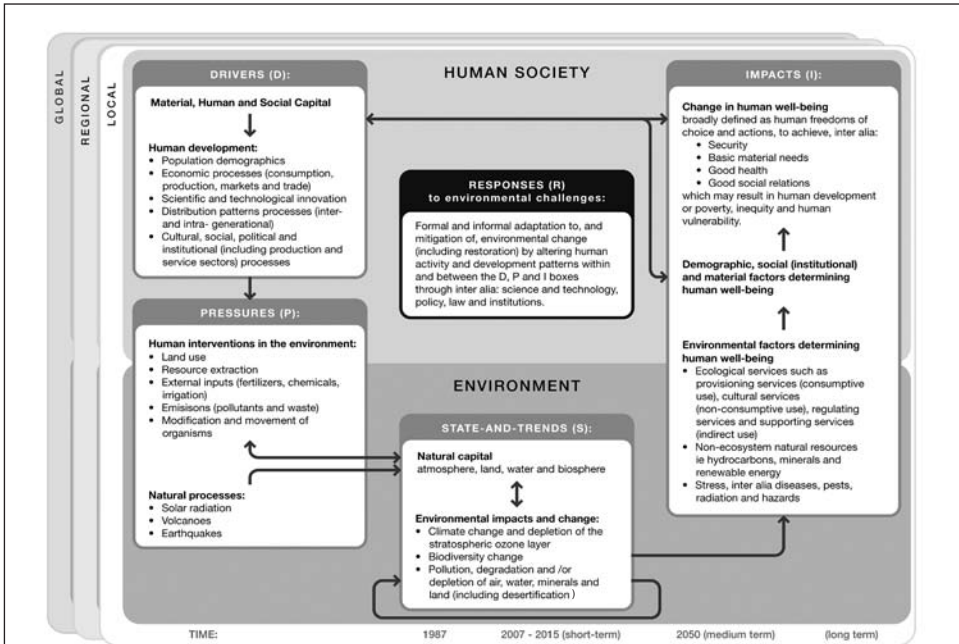 GLOBAL
REGIONAL
LOCAL
HUMAN SOCIETY
DRIVERS (D):
Material, Human and Social Capital
Human development:
• Population demographics
• Economic processes (consumption,
production, markets and trade)
• Scientific and technological innovation
• Distribution patterns processes (inter-
and intra- generational)
• Cultural, social, political and
institutional (including production and
service sectors) processes
PRESSURES (P):
Human interventions in the environment:
• Land use
• Resource extraction
• External inputs (fertilizers, chemicals,
irrigation)
• Emisisons (pollutants and waste)
• Modification and movement of
organisms
Natural processes:
• Solar radiation
• Volcanoes
• Earthquakes
RESPONSES (R)
to environmental challenges:
Formal and informal adaptation to, and
mitigation of, environmental change
(including restoration) by altering human
activity and development patterns within
and between the D, P and I boxes
through inter alia: science and technology,
policy, law and institutions.
ENVIRONMENT
STATE-AND-TRENDS (S):
Natural capital
atmosphere, land, water and biosphere
Environmental impacts and change:
• Climate change and depletion of the
stratospheric ozone layer
• Biodiversity change
• Pollution, degradation and /or
depletion of air, water, minerals and
land (including desertification )
IMPACTS (I):
Change in human well-being
broadly defined as human freedoms of
choice and actions, to achieve, inter alia:
• Security
• Basic material needs
• Good health
• Good social relations
which may result in human development
or poverty, inequity and human
vulnerability.
Demographic, social (institutional)
and material factors determining
human well-being
Environmental factors determining
human well-being
• Ecological services such as
provisioning services (consumptive
use), cultural services
(non-consumptive use), regulating
services and supporting services
(indirect use)
• Non-ecosystem natural resources
ie hydrocarbons, minerals and
renewable energy
• Stress, inter alia diseases, pests,
radiation and hazards
TIME: 1987 2007 - 2015 (short-term) 2050 (medium term) (long term)